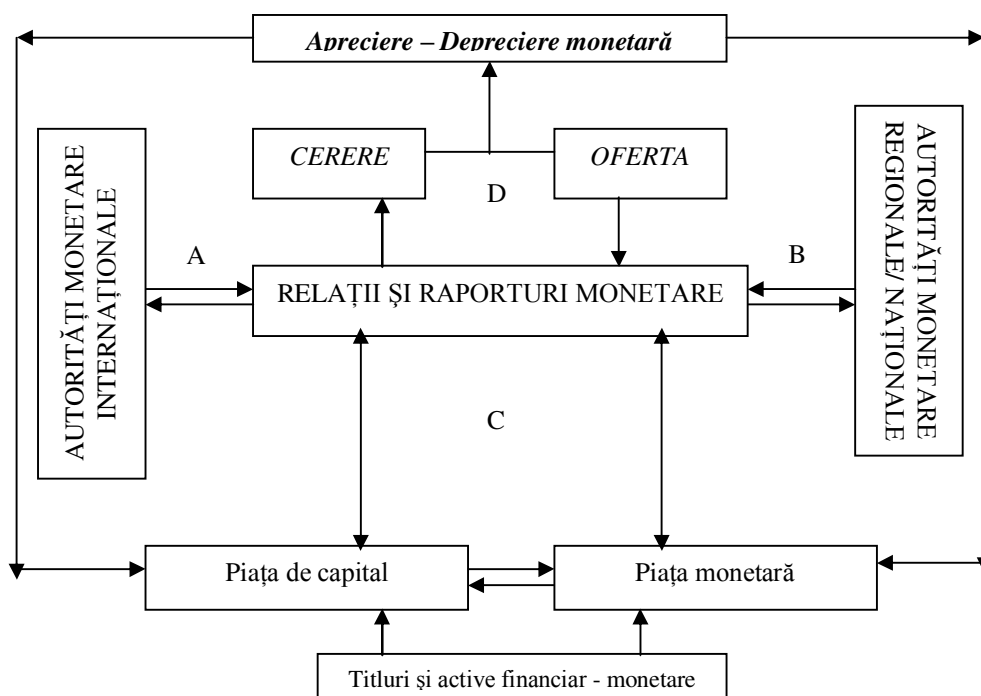 Apreciere – Depreciere monetară
CERERE
OFERTA
D
AUTORITĂȚI MONETARE
INTERNAȚIONALE
A
B
AUTORITĂȚI MONETARE
REGIONALE/ NAȚIONALE
RELAȚII ȘI RAPORTURI MONETARE
C
Piața de capital
Piața monetară
Titluri și active financiar - monetare